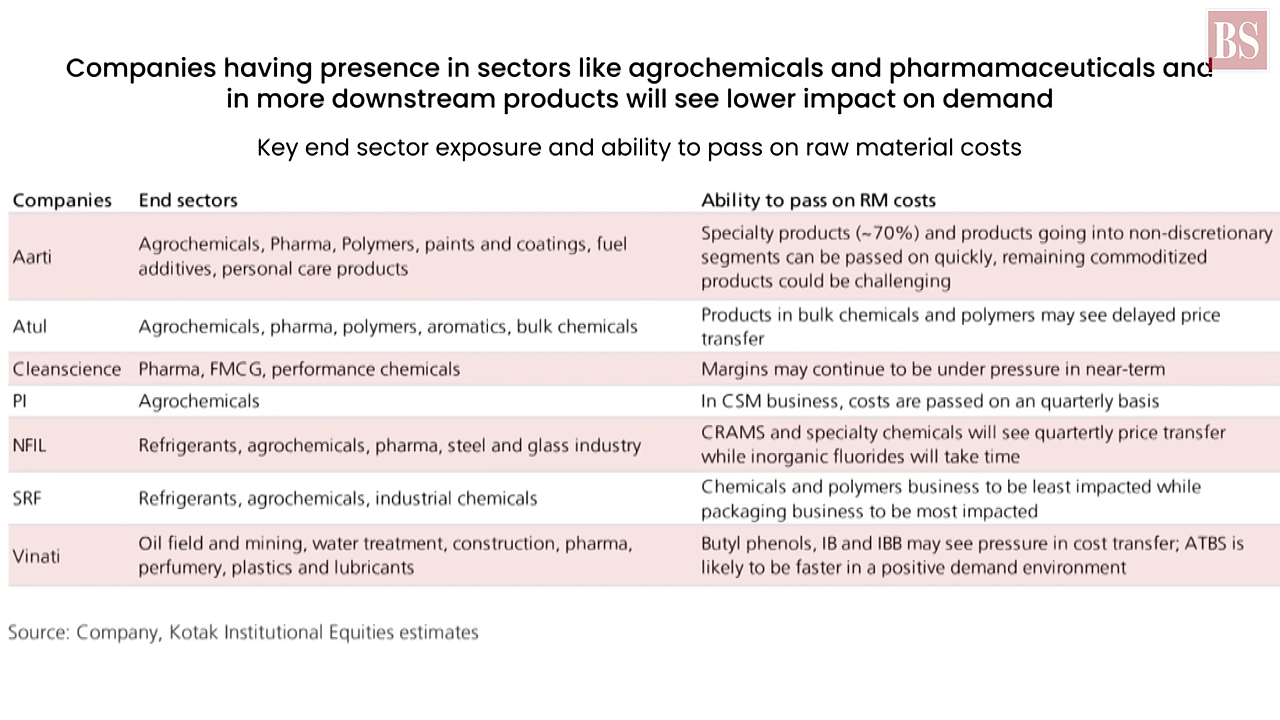 BS
Companies having presence in sectors like agrochemicals and pharmamaceuticals and
in more downstream products will see lower impact on demand
Key end sector exposure and ability to pass on raw material costs
Companies End sectors Ability to pass on RM costs
Aarti
Agrochemicals, Pharma, Polymers, paints and coatings, fuel
additives, personal care products
Specialty products (~70%) and products going into non-discretionary
segments can be passed on quickly, remaining commoditized
products could be challenging
Atul
Agrochemicals, pharma, polymers, aromatics, bulk chemicals
Products in bulk chemicals and polymers may see delayed price
transfer
Cleanscience Pharma, FMCG, performance chemicals Margins may continue to be under pressure in near-term
PI Agrochemicals In CSM business, costs are passed on an quarterly basis
NFIL
Refrigerants, agrochemicals, pharma, steel and glass industry
CRAMS and specialty chemicals will see quartertly price transfer
while inorganic fluorides will take time
SRF
Refrigerants, agrochemicals, industrial chemicals
Chemicals and polymers business to be least impacted while
packaging business to be most impacted
Vinati
Oil field and mining, water treatment, construction, pharma,
perfumery, plastics and lubricants
Butyl phenols, IB and IBB may see pressure in cost transfer; ATBS is
likely to be faster in a positive demand environment
Source: Company, Kotak Institutional Equities estimates